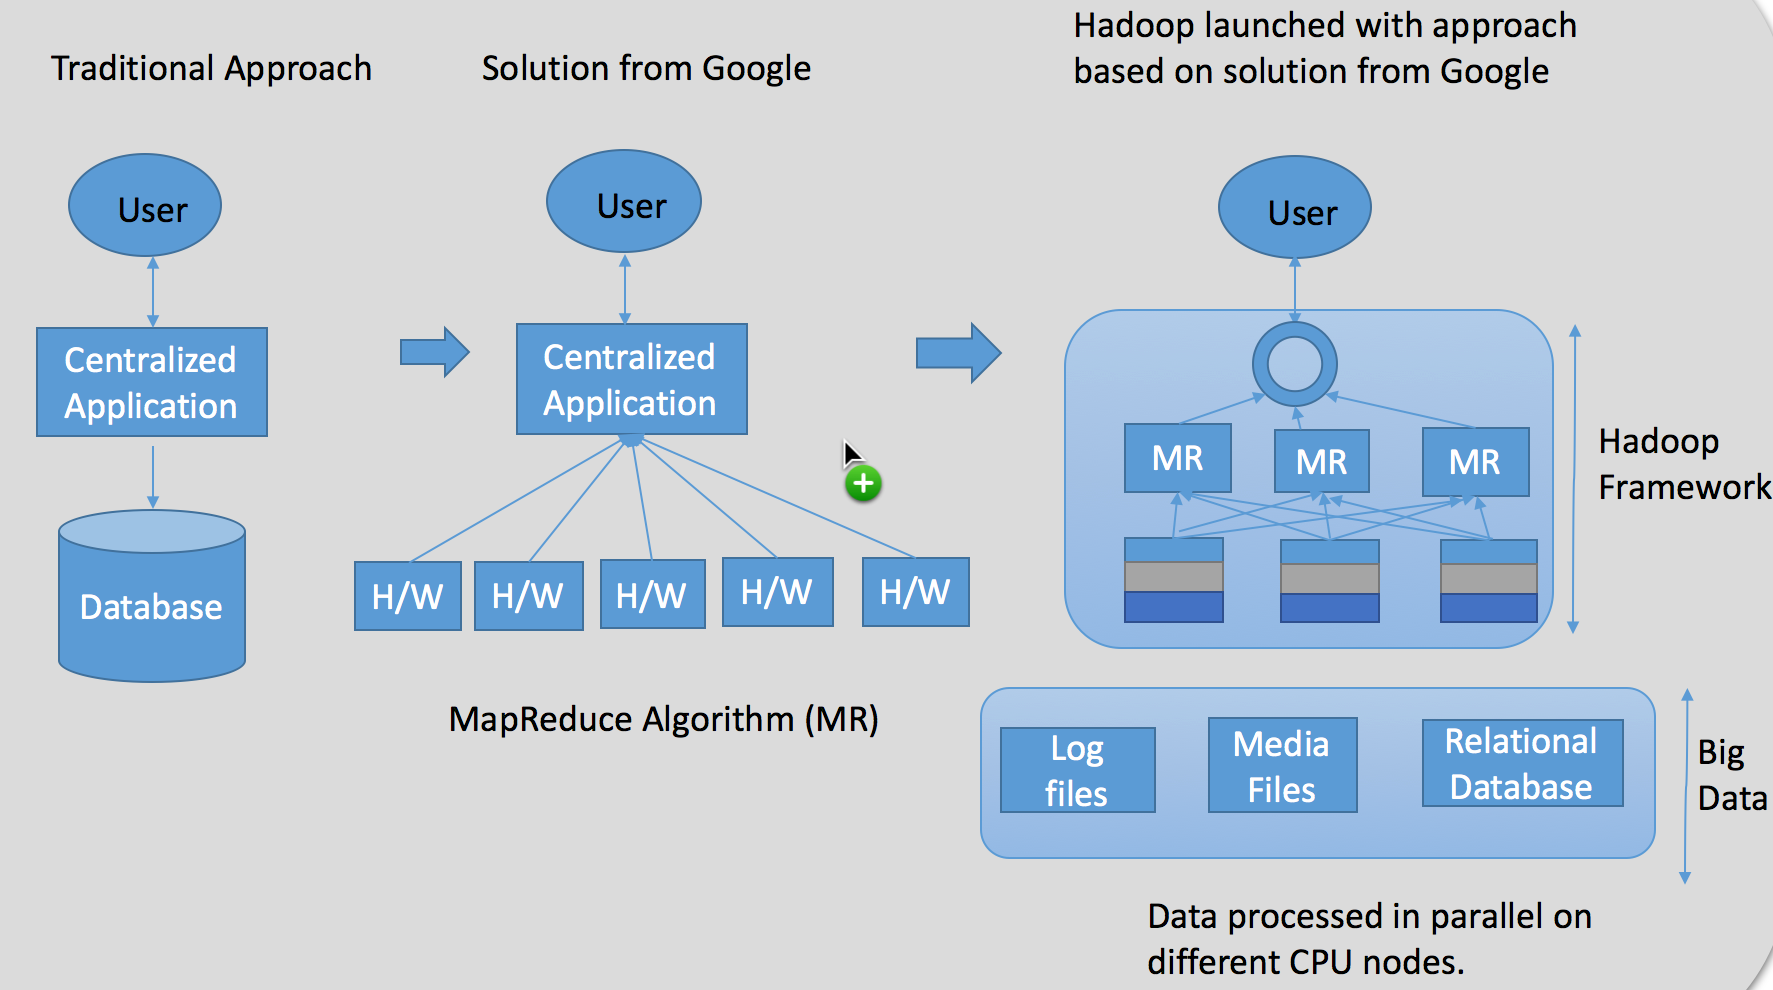 Traditional Approach
Solution from Google
Hadoop launched with approach
based on solution from Google
User
Centralized
Application
Database
User
Centralized
Application
H/W
H/W
H/W
H/W
H/W
MapReduce Algorithm (MR)
User
MR
MR
MR
Hadoop
Framework
Log
files
Media
Files
Relational
Database
Big
Data
Data processed in parallel on
different CPU nodes.